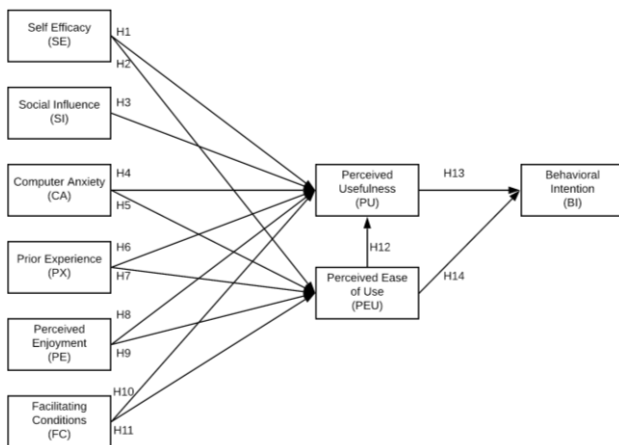 Self Efficacy
(SE)
H1
H2
Social Influence
(SI)
H3
Computer Anxiety
(CA)
H4
H5
Perceived
Usefulness
(PU)
H13
Behavioral
Intention
(BI)
Prior Experience
(PX)
H6
H7
H12
Perceived Ease
of Use
(PEU)
H14
Perceived
Enjoyment
(PE)
H8
H9
Facilitating
Conditions
(FC)
H10
H11